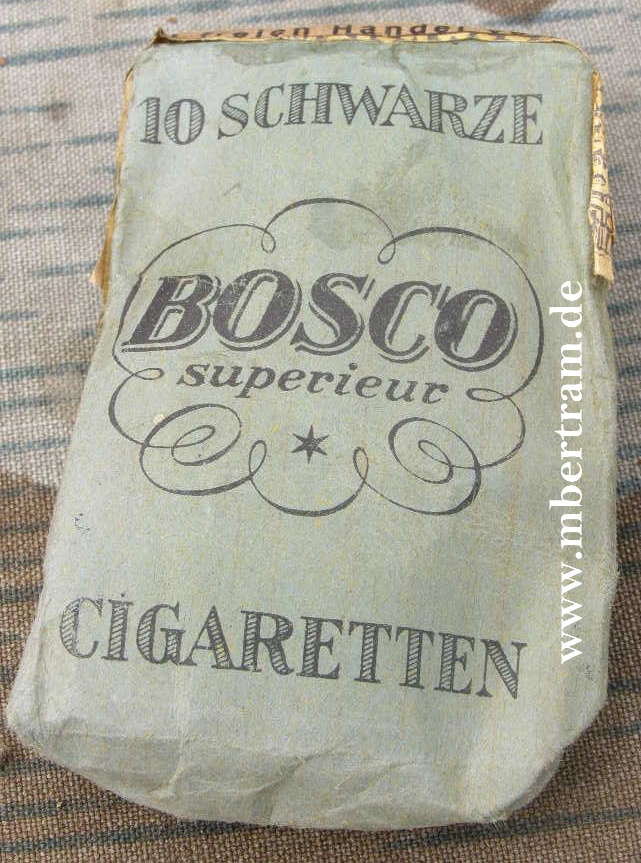 freien Handel
10 SCHWARZE
BOSCO
superieur
CIGARETTEN
www.mbertram.de